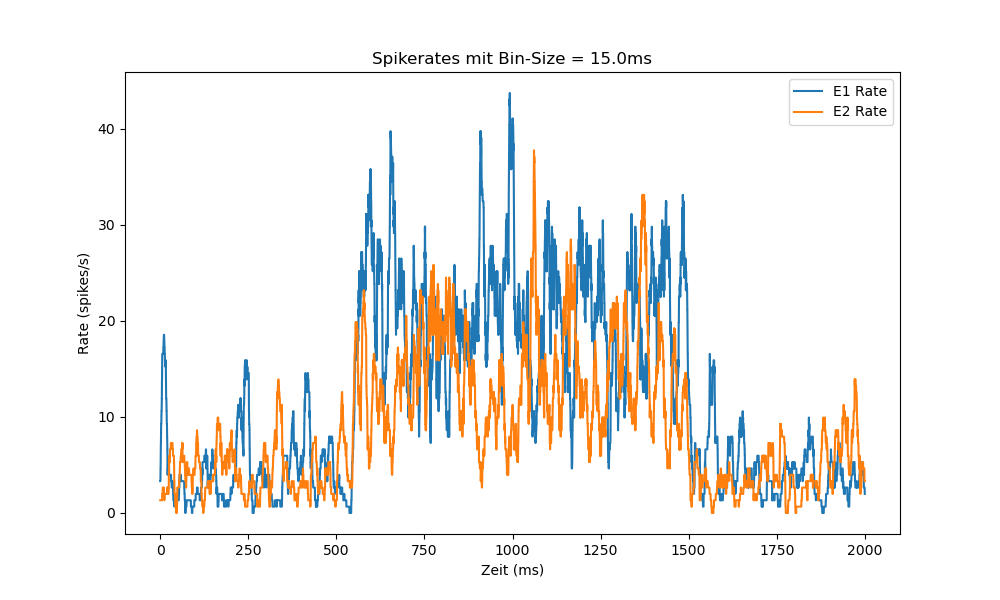 Spikerates mit Bin-Size = 15.0ms
E1 Rate
E2 Rate
Rate (spikes/s)
40
30
20
10
0
0 250 500 750 1000 1250 1500 1750 2000
Zeit (ms)